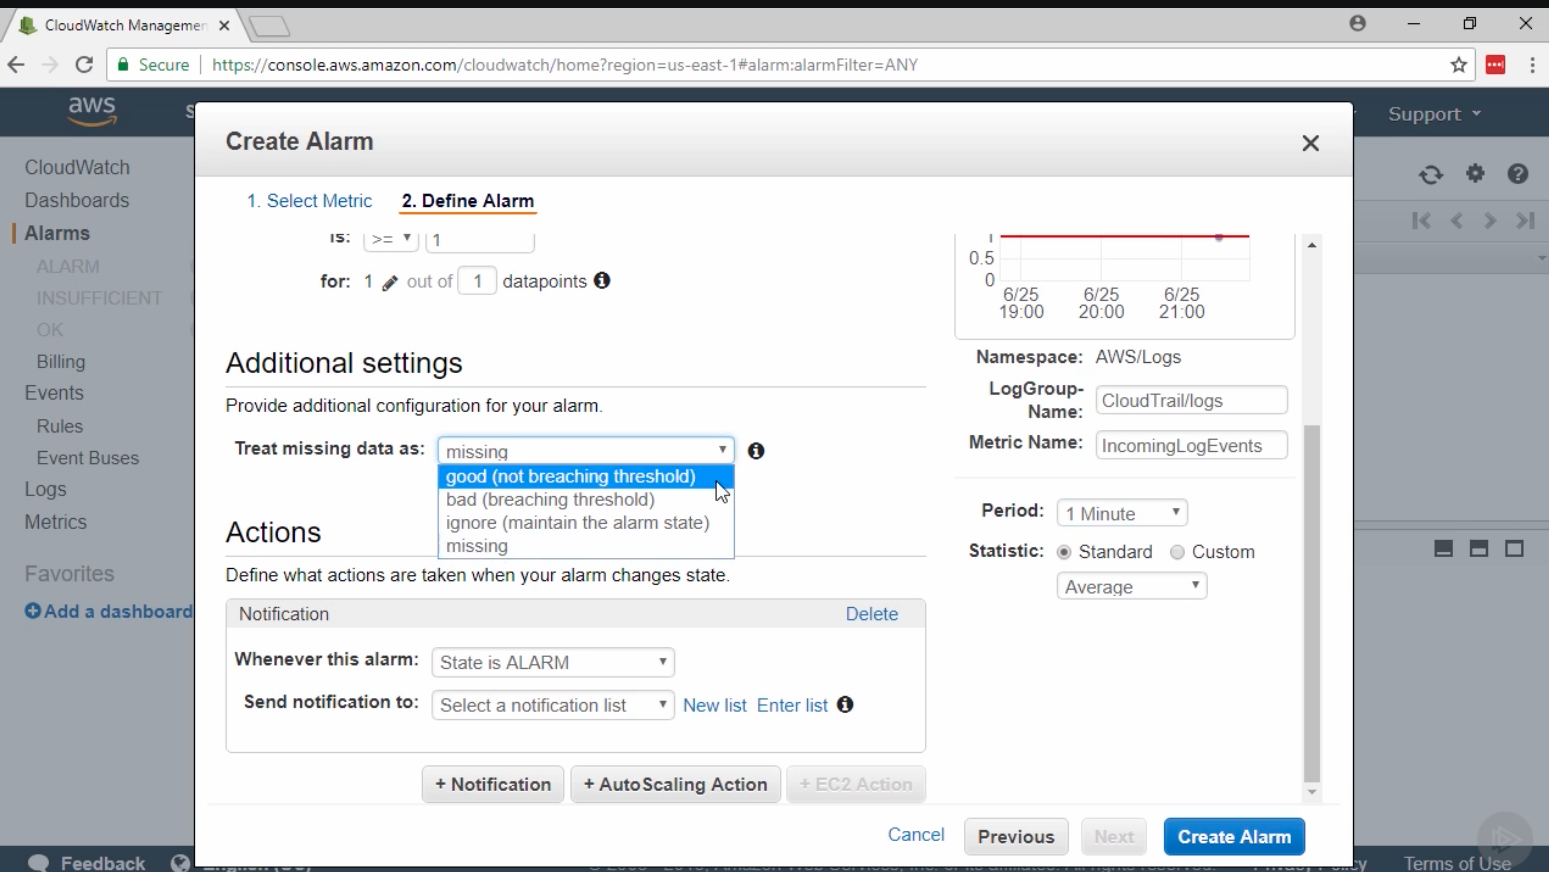 CloudWatch Managemen
Secure
https://console.aws.amazon.com/cloudwatch/home?region=us-east-1#alarm:alarmFilter=ANY
aws
S
Support
Create Alarm
CloudWatch
Dashboards
Alarms
ALARM
INSUFFICIENT
OK
Billing
Events
Rules
Event Buses
Logs
Metrics
Favorites
Add a dashboard
1. Select Metric
2. Define Alarm
is: >= 1
for: 1 out of 1 datapoints
Additional settings
Provide additional configuration for your alarm.
Treat missing data as: missing
good (not breaching threshold)
bad (breaching threshold)
ignore (maintain the alarm state)
missing
Actions
Define what actions are taken when your alarm changes state.
Notification
Delete
Whenever this alarm: State is ALARM
Send notification to: Select a notification list New list Enter list
+ Notification
+ AutoScaling Action
+ EC2 Action
1
0.5
0
6/25 6/25 6/25
19:00 20:00 21:00
Namespace: AWS/Logs
LogGroup-
Name: CloudTrail/logs
Metric Name: IncomingLogEvents
Period: 1 Minute
Statistic: Standard Custom
Average
Cancel
Previous
Next
Create Alarm
Feedback
Terms of Use